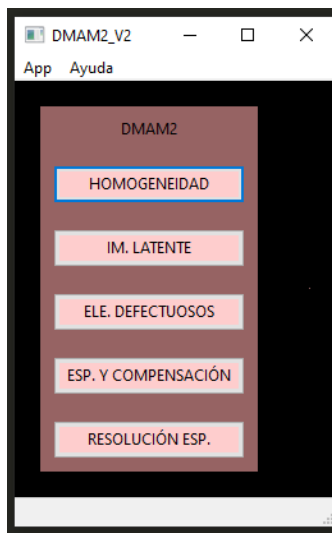 DMAM2_V2
App Ayuda
DMAM2
HOMOGENEIDAD
IM. LATENTE
ELE. DEFECTUOSOS
ESP. Y COMPENSACIÓN
RESOLUCIÓN ESP.